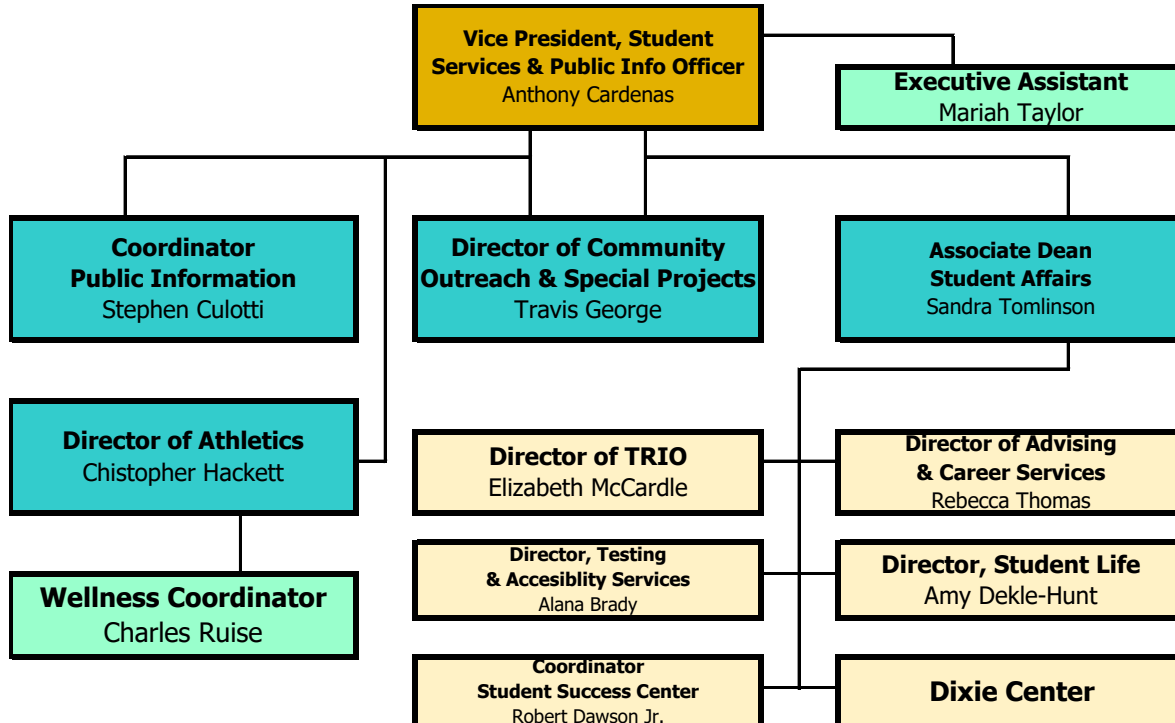 Vice President, Student
Services & Public Info Officer
Anthony Cardenas
Executive Assistant
Mariah Taylor
Coordinator
Public Information
Stephen Culotti
Director of Community
Outreach & Special Projects
Travis George
Associate Dean
Student Affairs
Sandra Tomlinson
Director of Athletics
Chistopher Hackett
Director of TRIO
Elizabeth McCardle
Director of Advising
& Career Services
Rebecca Thomas
Wellness Coordinator
Charles Ruise
Director, Testing
& Accesiblity Services
Alana Brady
Director, Student Life
Amy Dekle-Hunt
Coordinator
Student Success Center
Robert Dawson Jr.
Dixie Center